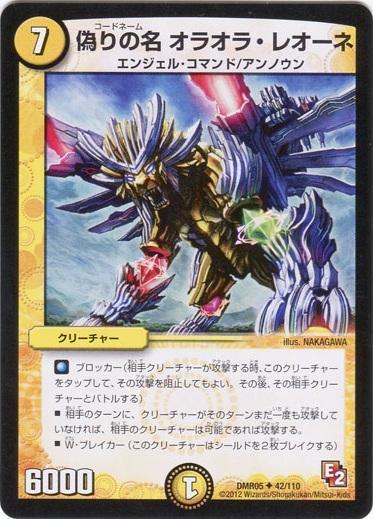 コードネーム
7 偽りの名 オラオラ・レオーネ
エンジェル・コマンド/アンノウン
illus. NAKAGAWA
クリーチャー
ブロッカー(相手クリーチャーが攻撃する時、このクリーチャー
をタップして、その攻撃を阻止してもよい。その後、その相手クリー
チャーとバトルする)
■ 相手のターンに、クリーチャーがそのターンまだ一度も攻撃して
いなければ、相手クリーチャーは可能であれば攻撃する。
■ W・ブレイカー(このクリーチャーはシールドを2枚ブレイクする)
6000
1
DMR05 ◆ 42/110
E2
©2012 Wizards/Shogakukan/Mitsui-Kids